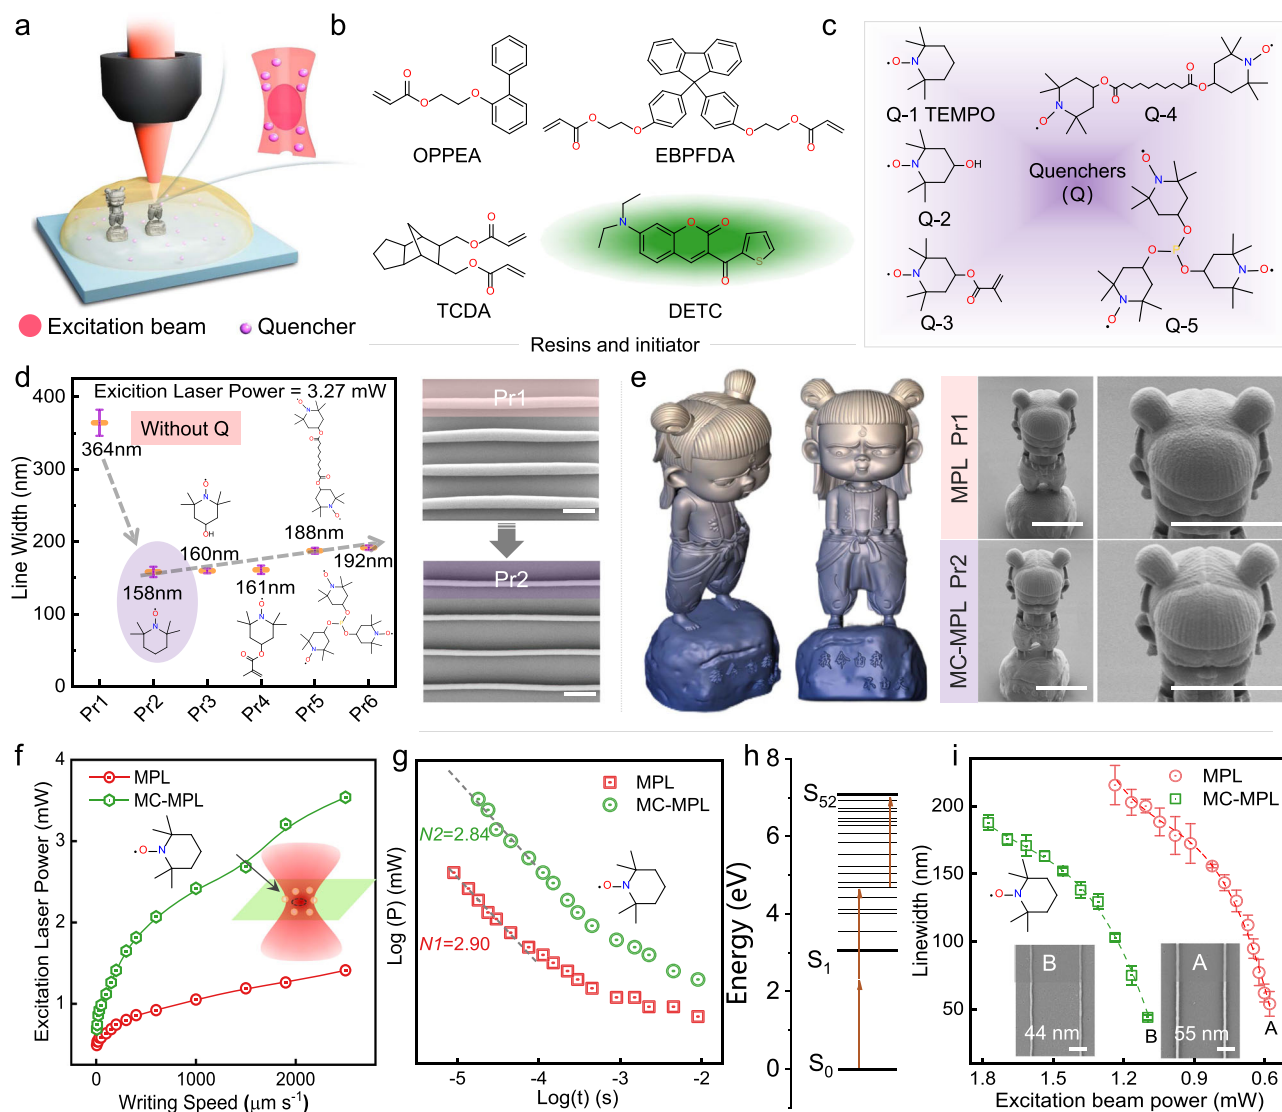 a
Excitation beam
Quencher
b
OPPEA
EBPFDA
TCDA
DETC
Resins and initiator
c
Q-1 TEMPO
Q-4
Q-2
Quenchers
(Q)
Q-3
Q-5
d
Exicition Laser Power = 3.27 mW
Without Q
364nm
158nm
160nm
161nm
188nm
192nm
Line Width (nm)
400
300
200
100
0
Pr1
Pr2
Pr3
Pr4
Pr5
Pr6
Pr1
Pr2
e
MPL Pr1
MC-MPL Pr2
f
MPL
MC-MPL
Excitation Laser Power (mW)
4
3
2
1
0
1000
2000
Writing Speed (μm s⁻¹)
g
MPL
MC-MPL
N2=2.84
N1=2.90
Log (P) (mW)
-5
-4
-3
-2
Log(t) (s)
h
Energy (eV)
8
6
4
2
0
S₅₂
S₁
S₀
i
MPL
MC-MPL
Linewidth (nm)
200
150
100
50
B
44 nm
A
55 nm
B
A
1.8
1.5
1.2
0.9
0.6
Excitation beam power (mW)